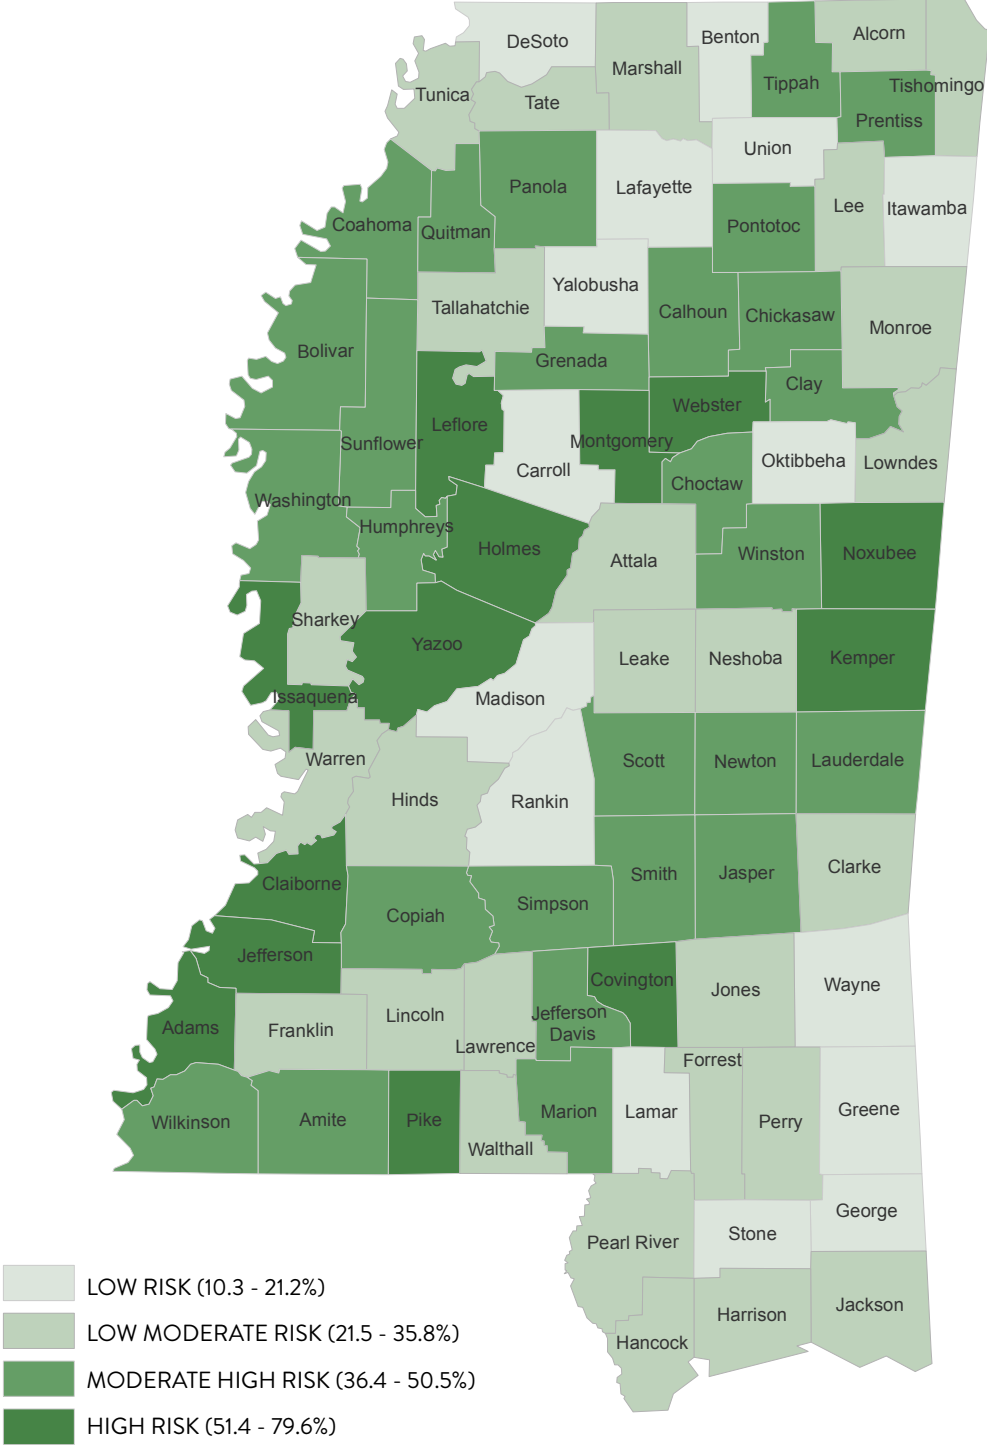 DeSoto
Benton
Alcorn
Marshall
Tippah
Tishomingo
Tunica
Tate
Prentiss
Union
Panola
Lafayette
Lee
Itawamba
Coahoma
Quitman
Pontotoc
Yalobusha
Tallahatchie
Calhoun
Chickasaw
Monroe
Bolivar
Grenada
Clay
Webster
Leflore
Sunflower
Montgomery
Carroll
Oktibbeha
Lowndes
Choctaw
Washington
Humphreys
Holmes
Attala
Winston
Noxubee
Sharkey
Yazoo
Leake
Neshoba
Kemper
Issaquena
Madison
Warren
Scott
Newton
Lauderdale
Hinds
Rankin
Claiborne
Copiah
Simpson
Smith
Jasper
Clarke
Jefferson
Covington
Jones
Wayne
Adams
Franklin
Lincoln
Lawrence
Jefferson
Davis
Forrest
Wilkinson
Amite
Pike
Walthall
Marion
Lamar
Perry
Greene
George
Pearl River
Stone
Hancock
Harrison
Jackson
LOW RISK (10.3 - 21.2%)
LOW MODERATE RISK (21.5 - 35.8%)
MODERATE HIGH RISK (36.4 - 50.5%)
HIGH RISK (51.4 - 79.6%)